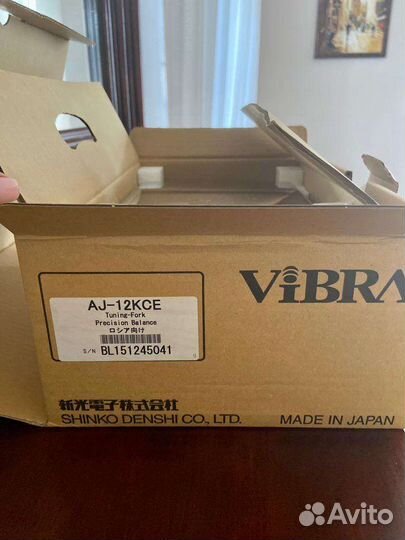 ViBRA
AJ-12KCE
Tuning-Fork
Precision Balance
ロシア向け
S/N BL151245041
新光電子株式会社
SHINKO DENSHI CO., LTD.
MADE IN JAPAN
Avito